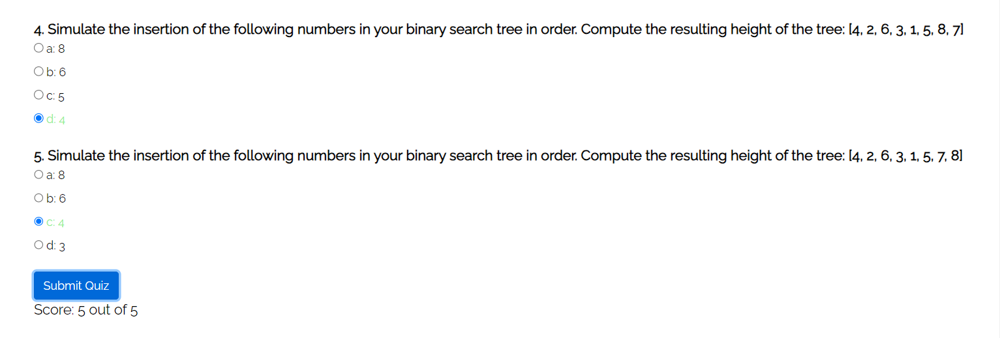 4. Simulate the insertion of the following numbers in your binary search tree in order. Compute the resulting height of the tree: [4, 2, 6, 3, 1, 5, 8, 7]
a: 8
b: 6
c: 5
d: 4
5. Simulate the insertion of the following numbers in your binary search tree in order. Compute the resulting height of the tree: [4, 2, 6, 3, 1, 5, 7, 8]
a: 8
b: 6
c: 4
d: 3
Submit Quiz
Score: 5 out of 5